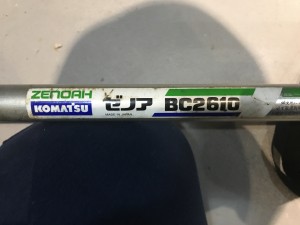 ZENOAH
KOMATSU
ゼノア BC2610
MADE IN JAPAN